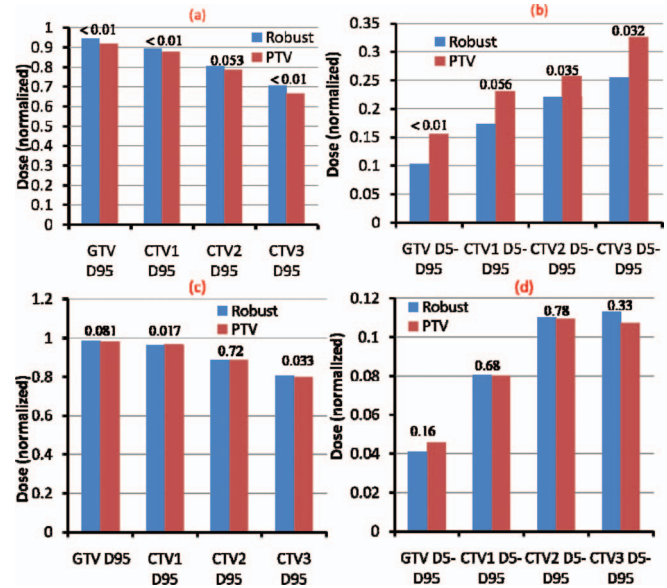 (a)
Dose (normalized)
1
0.9
0.8
0.7
0.6
0.5
0.4
0.3
0.2
0.1
0
< 0.01
< 0.01
0.053
< 0.01
Robust
PTV
GTV CTV1 CTV2 CTV3
D95 D95 D95 D95
(b)
Dose (normalized)
0.35
0.3
0.25
0.2
0.15
0.1
0.05
0
Robust
PTV
< 0.01
0.056
0.035
0.032
GTV D5- CTV1 D5- CTV2 D5- CTV3 D5-
D95 D95 D95 D95
(c)
Dose (normalized)
1.2
1
0.8
0.6
0.4
0.2
0
Robust
PTV
0.081
0.017
0.72
0.033
GTV D95 CTV1 CTV2 CTV3
D95 D95 D95
(d)
Dose (normalized)
0.12
0.1
0.08
0.06
0.04
0.02
0
Robust
PTV
0.16
0.68
0.78
0.33
GTV D5- CTV1 D5- CTV2 D5- CTV3 D5-
D95 D95 D95 D95